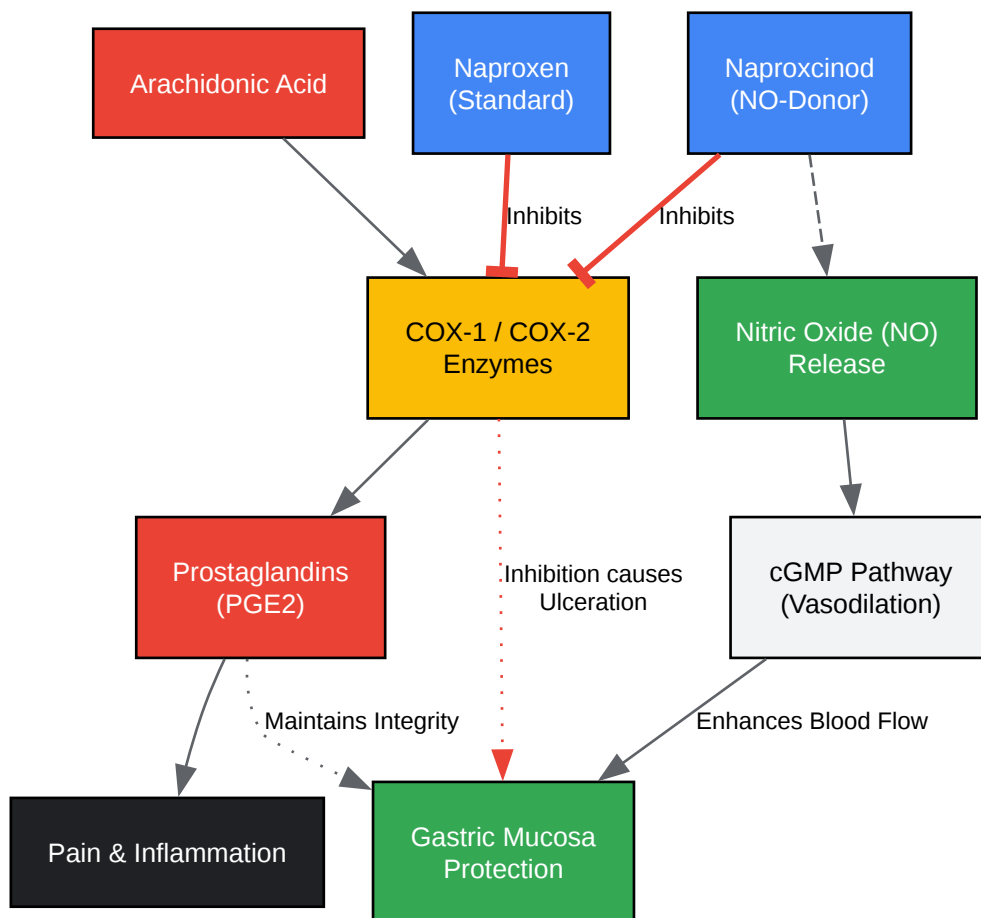 Arachidonic Acid
Naproxen
(Standard)
Naproxcinod
(NO-Donor)
Inhibits
Inhibits
COX-1 / COX-2
Enzymes
Nitric Oxide (NO)
Release
Prostaglandins
(PGE2)
Inhibition causes
Ulceration
cGMP Pathway
(Vasodilation)
Maintains Integrity
Enhances Blood Flow
Pain & Inflammation
Gastric Mucosa
Protection